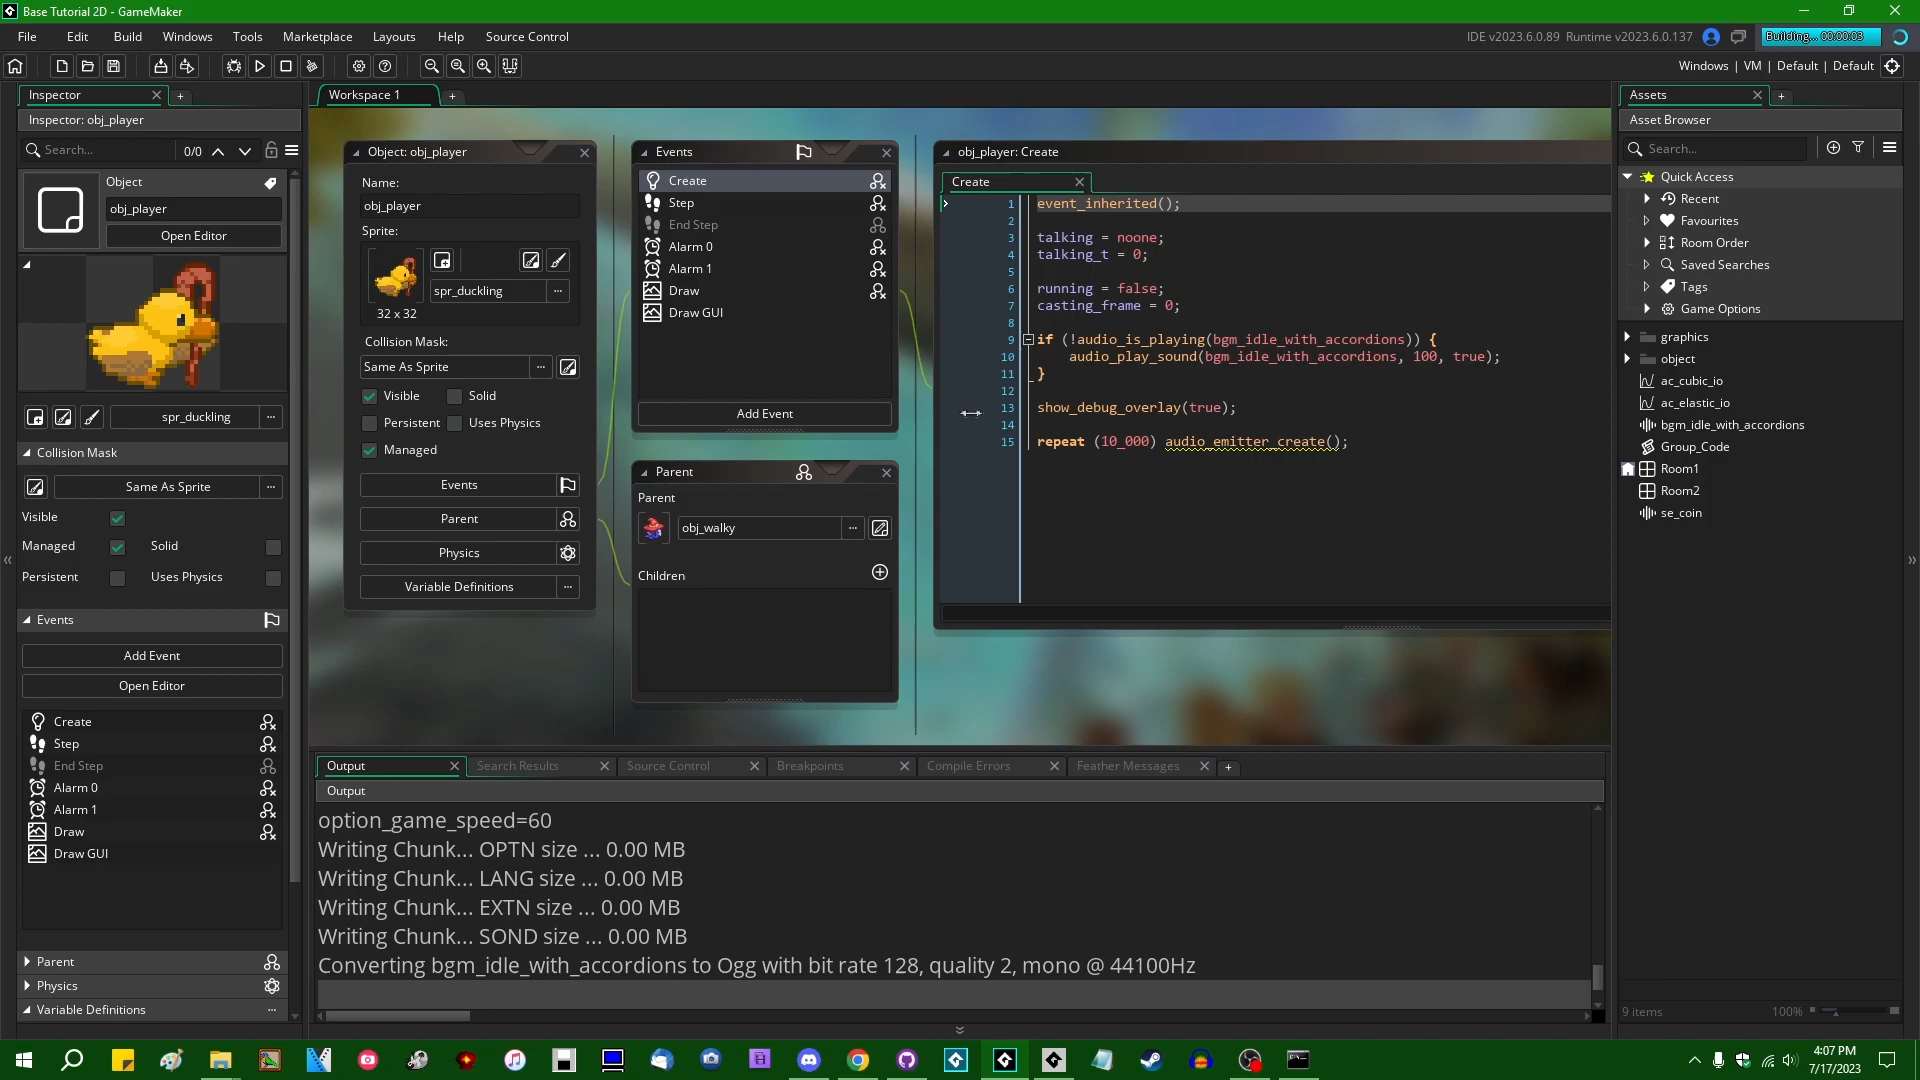 Base Tutorial 2D - GameMaker
File Edit Build Windows Tools Marketplace Layouts Help Source Control
IDE v2023.6.0.89 Runtime v2023.6.0.137
Building... 00:00:03
Windows | VM | Default | Default
Inspector
Inspector: obj_player
Search... 0/0
Object
obj_player
Open Editor
spr_duckling ...
Collision Mask
Same As Sprite ...
Visible
Managed Solid
Persistent Uses Physics
Events
Add Event
Open Editor
Create
Step
End Step
Alarm 0
Alarm 1
Draw
Draw GUI
Parent
Physics
Variable Definitions ...
Workspace 1
Object: obj_player
Name:
obj_player
Sprite:
spr_duckling ...
32 x 32
Collision Mask:
Same As Sprite ...
Visible Solid
Persistent Uses Physics
Managed
Events
Parent
Physics
Variable Definitions ...
Events
Create
Step
End Step
Alarm 0
Alarm 1
Draw
Draw GUI
Add Event
Parent
Parent
obj_walky ...
Children
obj_player: Create
Create
1 event_inherited();
2
3 talking = noone;
4 talking_t = 0;
5
6 running = false;
7 casting_frame = 0;
8
9 if (!audio_is_playing(bgm_idle_with_accordions)) {
10 audio_play_sound(bgm_idle_with_accordions, 100, true);
11 }
12
13 show_debug_overlay(true);
14
15 repeat (10_000) audio_emitter_create();
Output Search Results Source Control Breakpoints Compile Errors Feather Messages
Output
option_game_speed=60
Writing Chunk... OPTN size ... 0.00 MB
Writing Chunk... LANG size ... 0.00 MB
Writing Chunk... EXTN size ... 0.00 MB
Writing Chunk... SOND size ... 0.00 MB
Converting bgm_idle_with_accordions to Ogg with bit rate 128, quality 2, mono @ 44100Hz
Assets
Asset Browser
Search...
Quick Access
Recent
Favourites
Room Order
Saved Searches
Tags
Game Options
graphics
object
ac_cubic_io
ac_elastic_io
bgm_idle_with_accordions
Group_Code
Room1
Room2
se_coin
9 items 100%
4:07 PM
7/17/2023